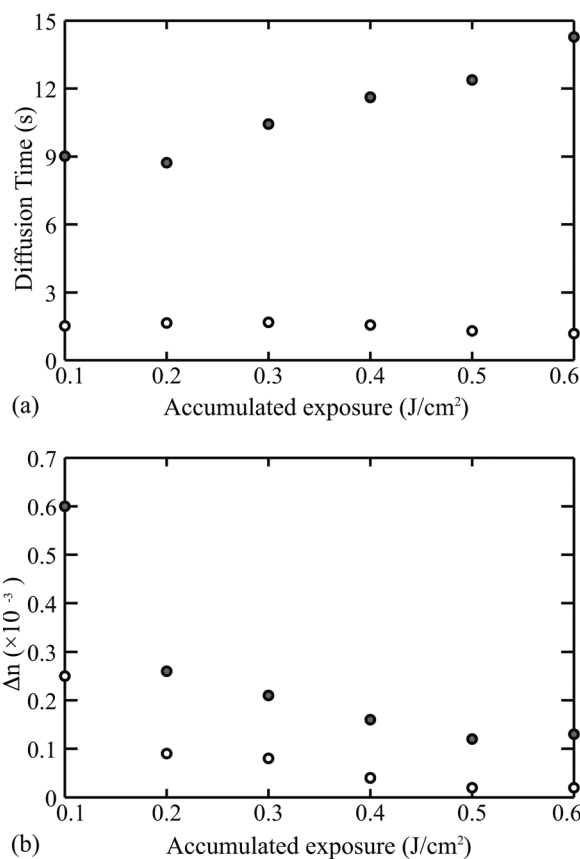 15
12
9
6
3
0
Diffusion Time (s)
0.1 0.2 0.3 0.4 0.5 0.6
(a) Accumulated exposure (J/cm²)
0.7
0.6
0.5
0.4
0.3
0.2
0.1
0
Δn (×10⁻³)
0.1 0.2 0.3 0.4 0.5 0.6
(b) Accumulated exposure (J/cm²)